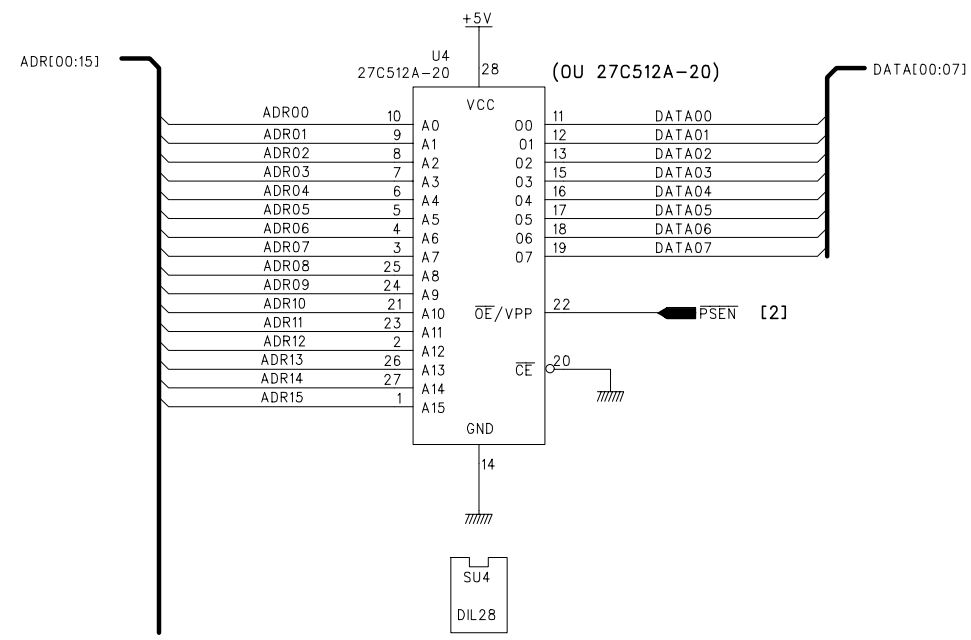 +5V
ADR[00:15]
U4
27C512A-20
28
(OU 27C512A-20)
DATA[00:07]
VCC
ADR00 10 A0 O0 11 DATA00
ADR01 9 A1 O1 12 DATA01
ADR02 8 A2 O2 13 DATA02
ADR03 7 A3 O3 15 DATA03
ADR04 6 A4 O4 16 DATA04
ADR05 5 A5 O5 17 DATA05
ADR06 4 A6 O6 18 DATA06
ADR07 3 A7 O7 19 DATA07
ADR08 25 A8
ADR09 24 A9
ADR10 21 A10 OE/VPP 22 PSEN [2]
ADR11 23 A11
ADR12 2 A12
ADR13 26 A13 CE 20
ADR14 27 A14
ADR15 1 A15
GND
14
SU4
DIL28